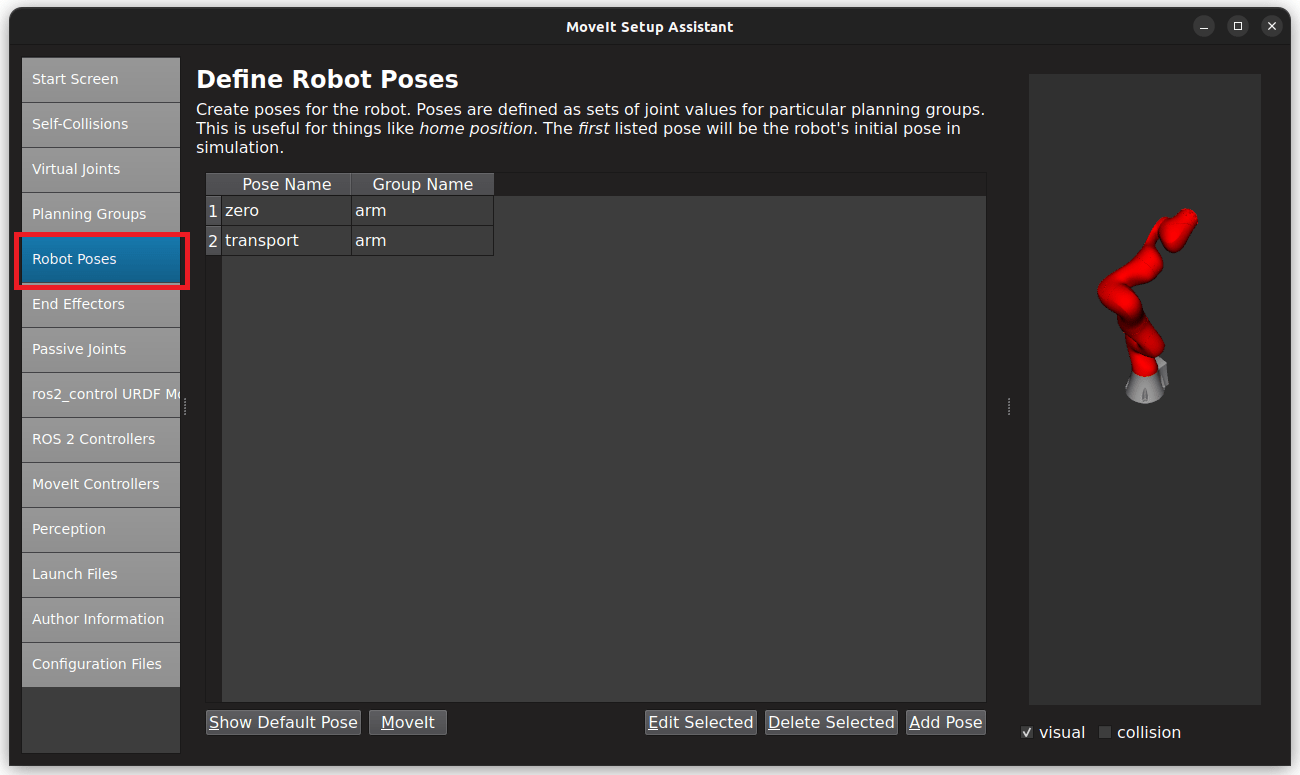 MoveIt Setup Assistant
Start Screen
Self-Collisions
Virtual Joints
Planning Groups
Robot Poses
End Effectors
Passive Joints
ros2_control URDF Mo
ROS 2 Controllers
MoveIt Controllers
Perception
Launch Files
Author Information
Configuration Files
Define Robot Poses
Create poses for the robot. Poses are defined as sets of joint values for particular planning groups.
This is useful for things like home position. The first listed pose will be the robot's initial pose in
simulation.
Pose Name Group Name
1 zero arm
2 transport arm
Show Default Pose MoveIt Edit Selected Delete Selected Add Pose
visual collision